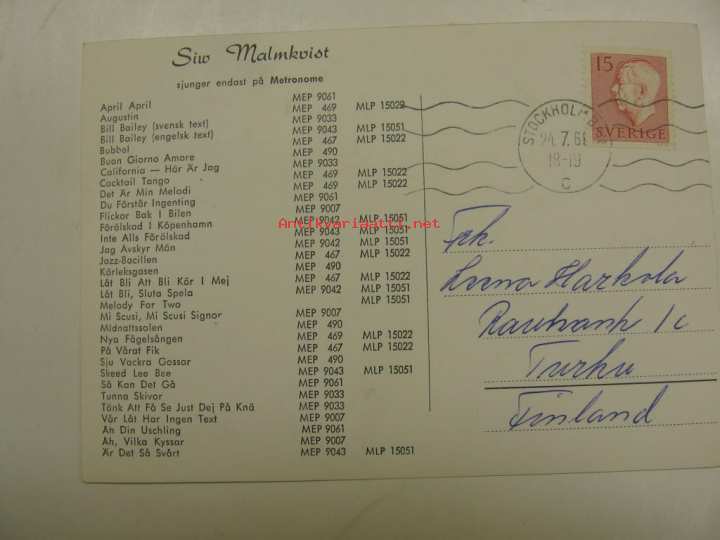 Siw Malmkvist
sjunger endast på Metronome
April April MEP 9061
Augustin MEP 469 MLP 15022
Bill Bailey (svensk text) MEP 9033
Bill Bailey (engelsk text) MEP 9043 MLP 15051
Bubbel MEP 467 MLP 15022
Buon Giorno Amore MEP 490
California — Här Är Jag MEP 9033
Cocktail Tango MEP 469 MLP 15022
Det Är Min Melodi MEP 469 MLP 15022
Du Förstår Ingenting MEP 9061
Flickor Bak I Bilen MEP 9007
Förälskad I Köpenhamn MEP 9042 MLP 15051
Inte Alls Förälskad MEP 9043 MLP 15051
Jag Avskyr Män MEP 9042 MLP 15051
Jazz-Bacillen MEP 467 MLP 15022
Kärleksgasen MEP 490
Låt Bli Att Bli Kär I Mej MEP 467 MLP 15022
Låt Bli, Sluta Spela MEP 9042 MLP 15051
Melody For Two MLP 15051
Mi Scusi, Mi Scusi Signor MEP 9007
Midnattssolen MEP 490
Nya Fågelsången MEP 469 MLP 15022
På Vårat Fik MEP 467 MLP 15022
Sju Vackra Gossar MEP 490
Skeed Lee Bee MEP 9043 MLP 15051
Så Kan Det Gå MEP 9061
Tunna Skivor MEP 9033
Tänk Att Få Se Just Dej På Knä MEP 9033
Vår Låt Har Ingen Text MEP 9007
Äh Din Uschling MEP 9061
Åh, Vilka Kyssar MEP 9007
Är Det Så Svårt MEP 9043 MLP 15051
Antikvariaatti.net
15
SVERIGE
STOCKHOLM
24.7.61
18-19
C
Harkola
1c
Turku
Finland